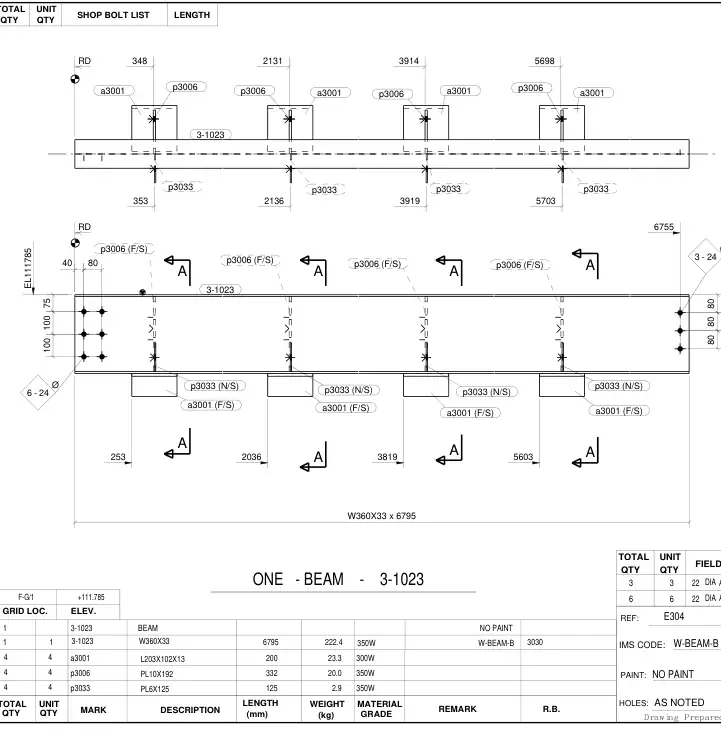 TOTAL QTY UNIT QTY SHOP BOLT LIST LENGTH
RD 348 2131 3914 5698
a3001 p3006 p3006 a3001 p3006 a3001 p3006 a3001
3-1023
p3033 p3033 p3033 p3033
353 2136 3919 5703
RD 6755
EL111785 40 80 p3006 (F/S) A p3006 (F/S) A p3006 (F/S) A p3006 (F/S) A 3 - 24
3-1023
75 100 100
80 80 80
6 - 24 Ø
p3033 (N/S) p3033 (N/S) p3033 (N/S) p3033 (N/S)
a3001 (F/S) a3001 (F/S) a3001 (F/S) a3001 (F/S)
253 A 2036 A 3819 A 5603 A
W360X33 x 6795
ONE - BEAM - 3-1023
F-G/1 +111.785
GRID LOC. ELEV.
1 3-1023 BEAM NO PAINT
1 1 3-1023 W360X33 6795 222.4 350W W-BEAM-B 3030
4 4 a3001 L203X102X13 200 23.3 300W
4 4 p3006 PL10X192 332 20.0 350W
4 4 p3033 PL6X125 125 2.9 350W
TOTAL QTY UNIT QTY MARK DESCRIPTION LENGTH (mm) WEIGHT (kg) MATERIAL GRADE REMARK R.B.
TOTAL QTY UNIT QTY FIELD
3 3 22 DIA A
6 6 22 DIA A
REF: E304
IMS CODE: W-BEAM-B
PAINT: NO PAINT
HOLES: AS NOTED
Drawing Prepared